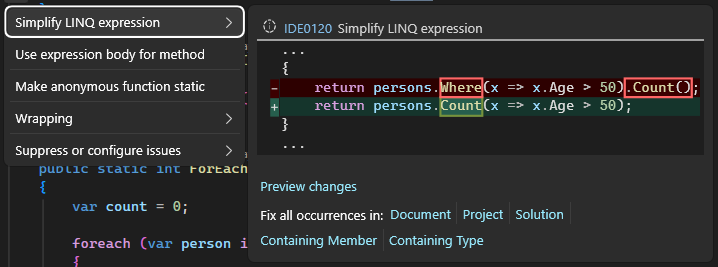 Simplify LINQ expression
Use expression body for method
Make anonymous function static
Wrapping
Suppress or configure issues
public static int ForEach
{
var count = 0;
foreach (var person i
{
IDE0120 Simplify LINQ expression
...
{
- return persons.Where(x => x.Age > 50).Count();
+ return persons.Count(x => x.Age > 50);
}
...
Preview changes
Fix all occurrences in: Document | Project | Solution
Containing Member | Containing Type